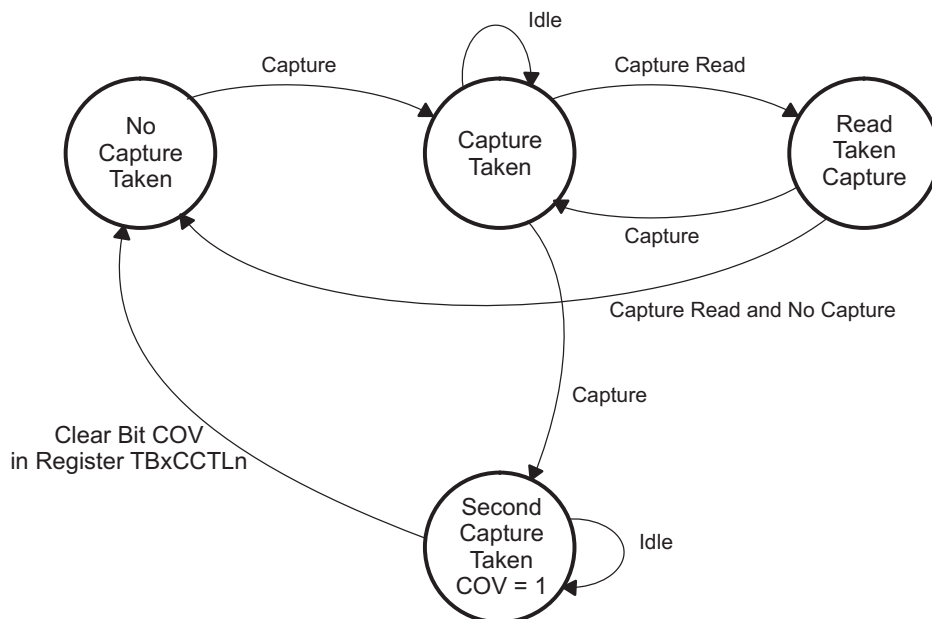 Idle
Capture
Capture Read
No
Capture
Taken
Capture
Taken
Read
Taken
Capture
Capture
Capture Read and No Capture
Capture
Clear Bit COV
in Register TBxCCTLn
Second
Capture
Taken
COV = 1
Idle